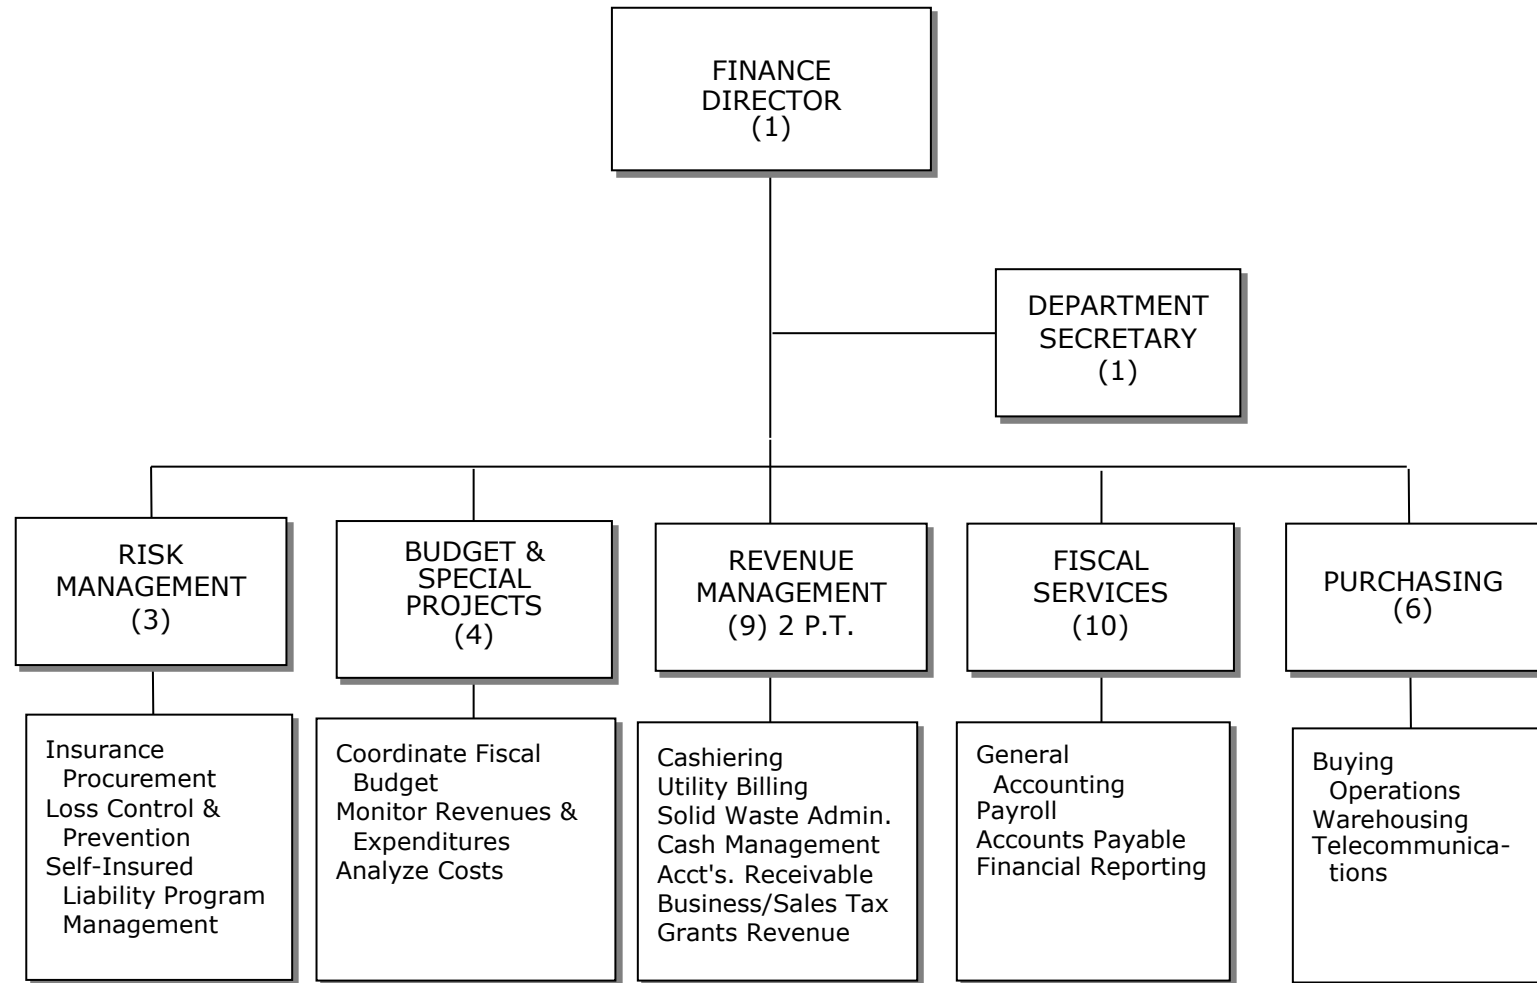 FINANCE
DIRECTOR
(1)
DEPARTMENT
SECRETARY
(1)
RISK
MANAGEMENT
(3)
BUDGET &
SPECIAL
PROJECTS
(4)
REVENUE
MANAGEMENT
(9) 2 P.T.
FISCAL
SERVICES
(10)
PURCHASING
(6)
Insurance
Procurement
Loss Control &
Prevention
Self-Insured
Liability Program
Management
Coordinate Fiscal
Budget
Monitor Revenues &
Expenditures
Analyze Costs
Cashiering
Utility Billing
Solid Waste Admin.
Cash Management
Acct's. Receivable
Business/Sales Tax
Grants Revenue
General
Accounting
Payroll
Accounts Payable
Financial Reporting
Buying
Operations
Warehousing
Telecommunica-
tions